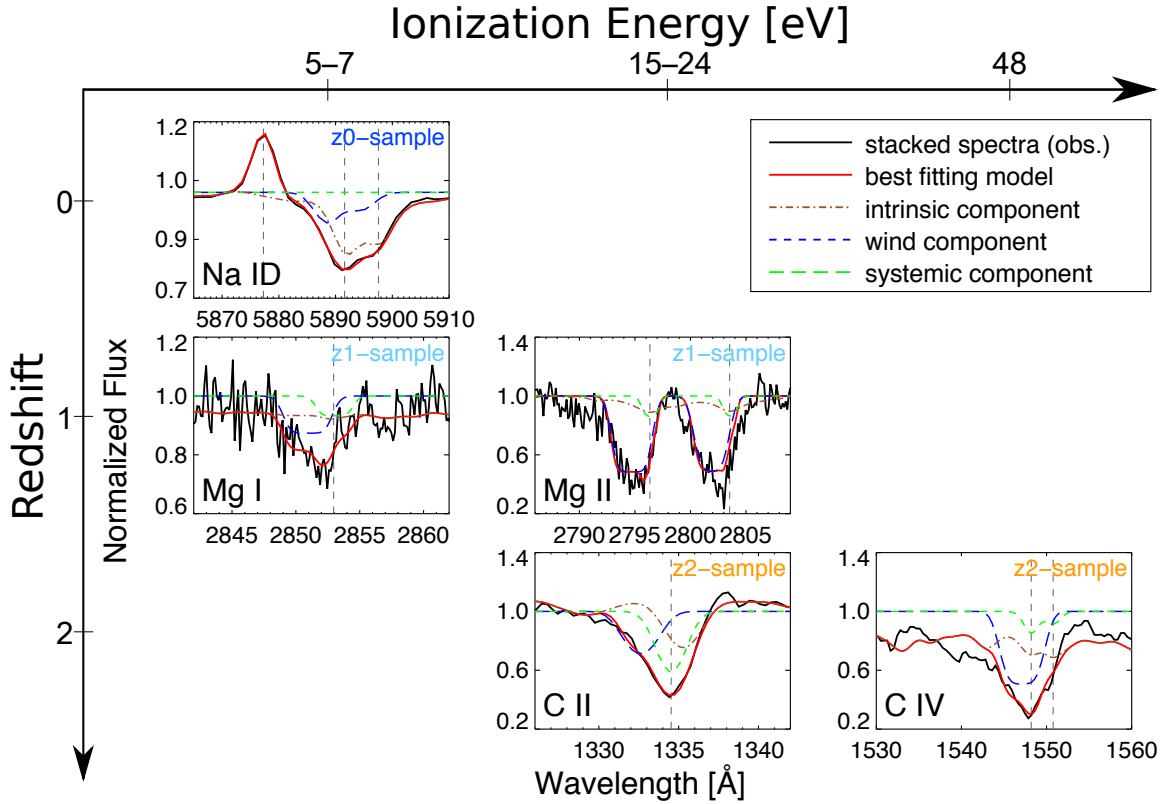 Ionization Energy [eV]
5–7 15–24 48
Redshift
0
1
2
Normalized Flux
stacked spectra (obs.)
best fitting model
intrinsic component
wind component
systemic component
z0–sample
1.2
1.0
0.9
0.7
Na ID
5870 5880 5890 5900 5910
z1–sample
1.2
1.0
0.8
0.6
Mg I
2845 2850 2855 2860
z1–sample
1.4
1.0
0.6
0.2
Mg II
2790 2795 2800 2805
z2–sample
1.4
1.0
0.6
0.2
C II
1330 1335 1340
z2–sample
1.4
1.0
0.6
0.2
C IV
1530 1540 1550 1560
Wavelength [Å]